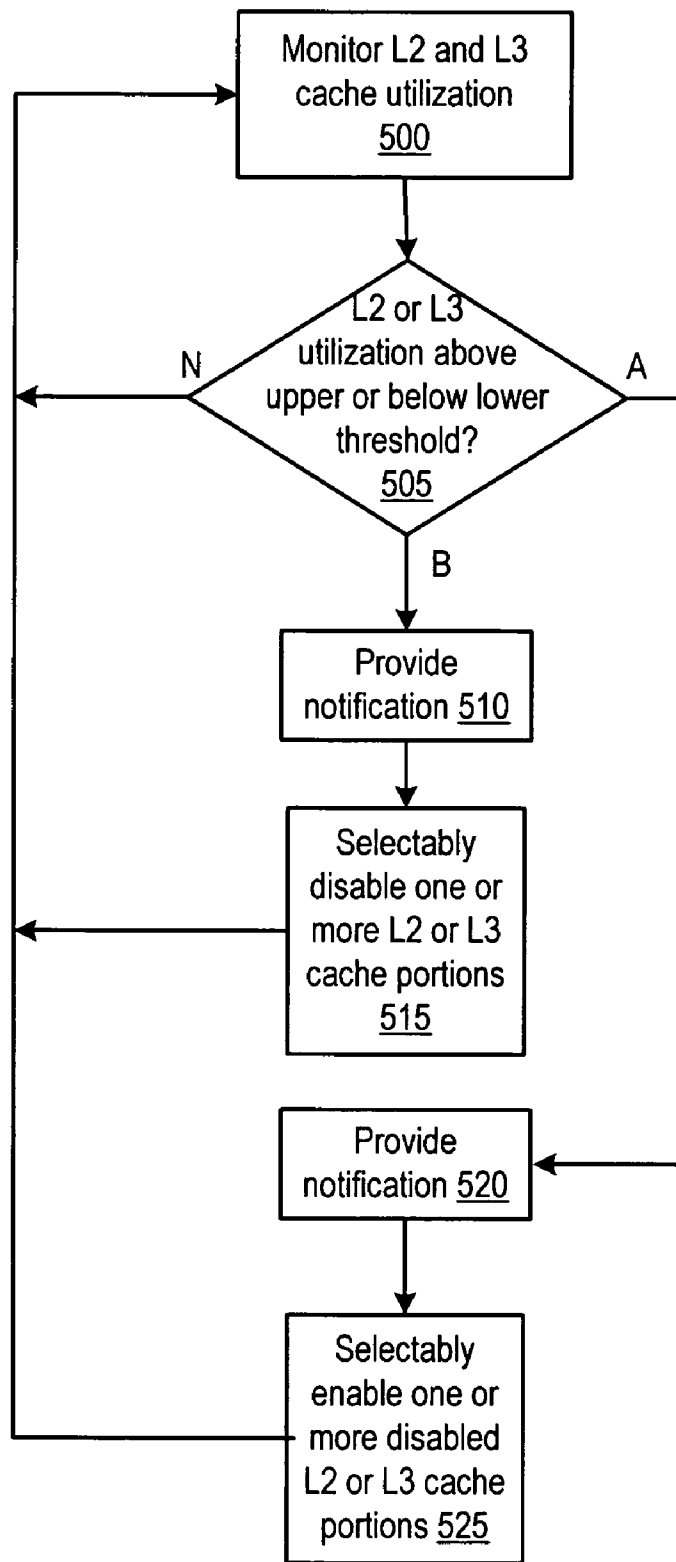 Monitor L2 and L3
cache utilization
500
L2 or L3
utilization above
upper or below lower
threshold?
505
N
A
B
Provide
notification 510
Selectably
disable one or
more L2 or L3
cache portions
515
Provide
notification 520
Selectably
enable one or
more disabled
L2 or L3 cache
portions 525